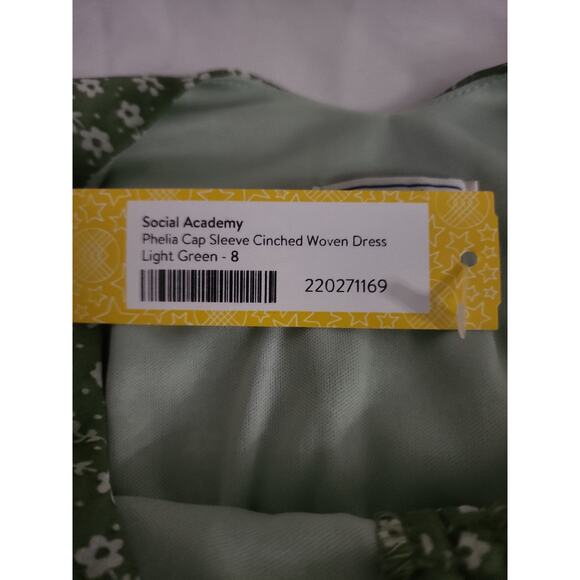 Social Academy
Phelia Cap Sleeve Cinched Woven Dress
Light Green - 8
220271169